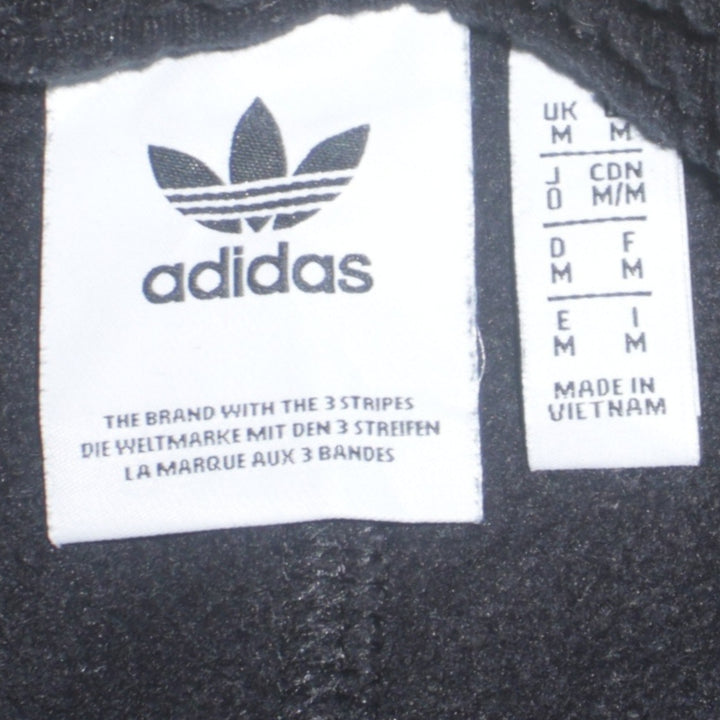 adidas
THE BRAND WITH THE 3 STRIPES
DIE WELTMARKE MIT DEN 3 STREIFEN
LA MARQUE AUX 3 BANDES
UK
M M
J CDN
O M/M
D F
M M
E I
M M
MADE IN
VIETNAM